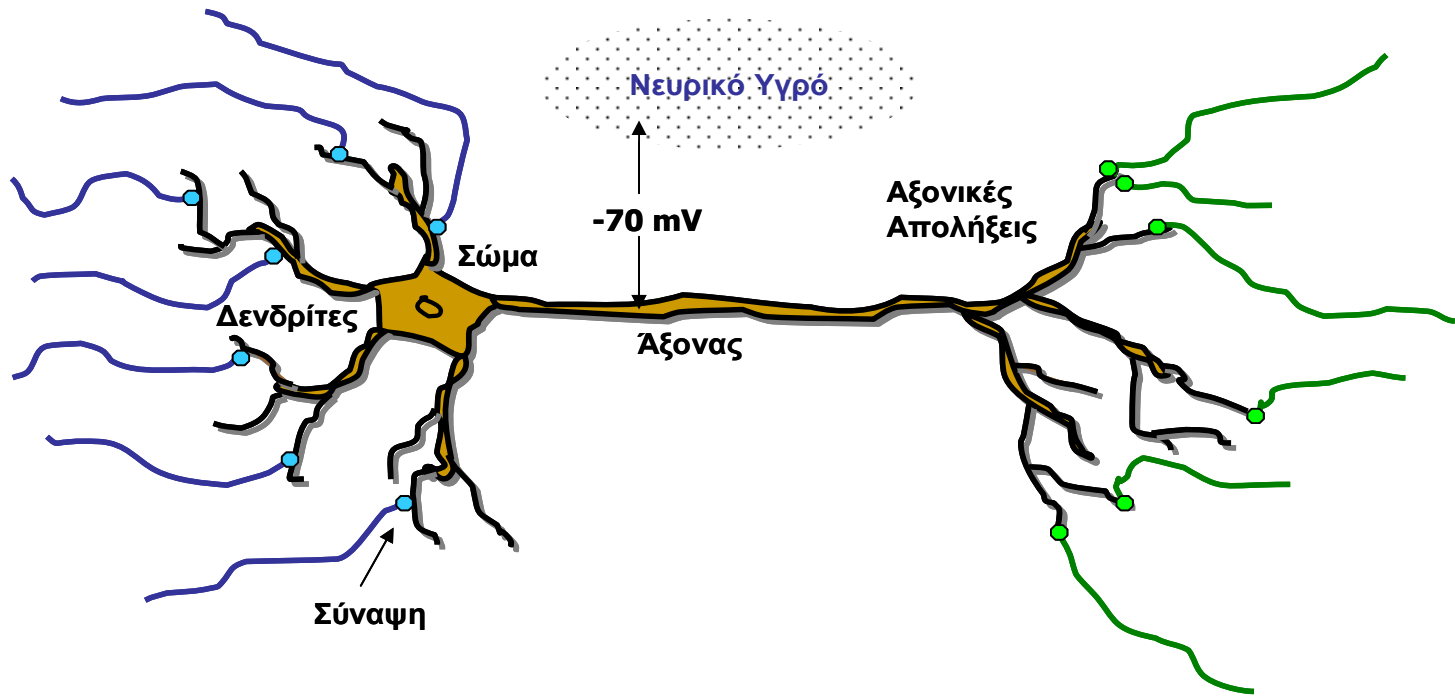 Νευρικό Υγρό
-70 mV
Αξονικές
Απολήξεις
Σώμα
Δενδρίτες
Άξονας
Σύναψη